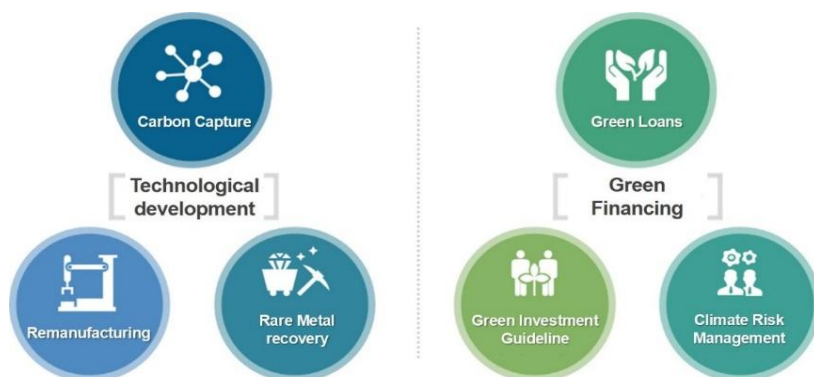 Carbon Capture
Technological
development
Remanufacturing
Rare Metal
recovery
Green Loans
Green
Financing
Green Investment
Guideline
Climate Risk
Management